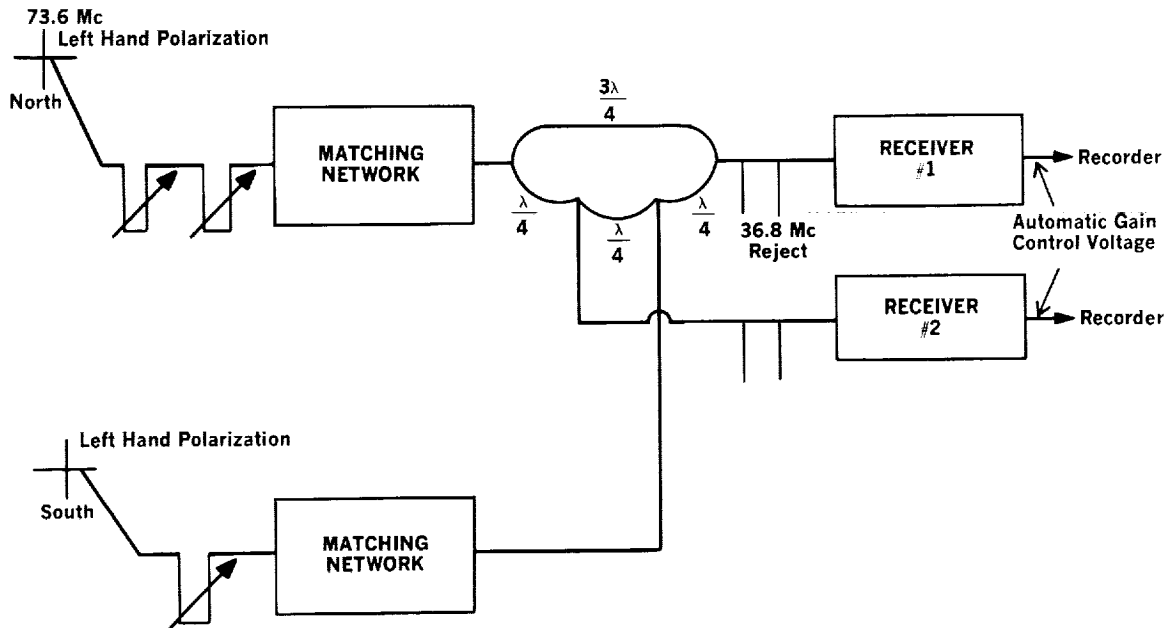 73.6 Mc
Left Hand Polarization
North
MATCHING
NETWORK
3λ
4
λ
4
λ
4
λ
4
36.8 Mc
Reject
RECEIVER
#1
Recorder
Automatic Gain
Control Voltage
RECEIVER
#2
Recorder
Left Hand Polarization
South
MATCHING
NETWORK